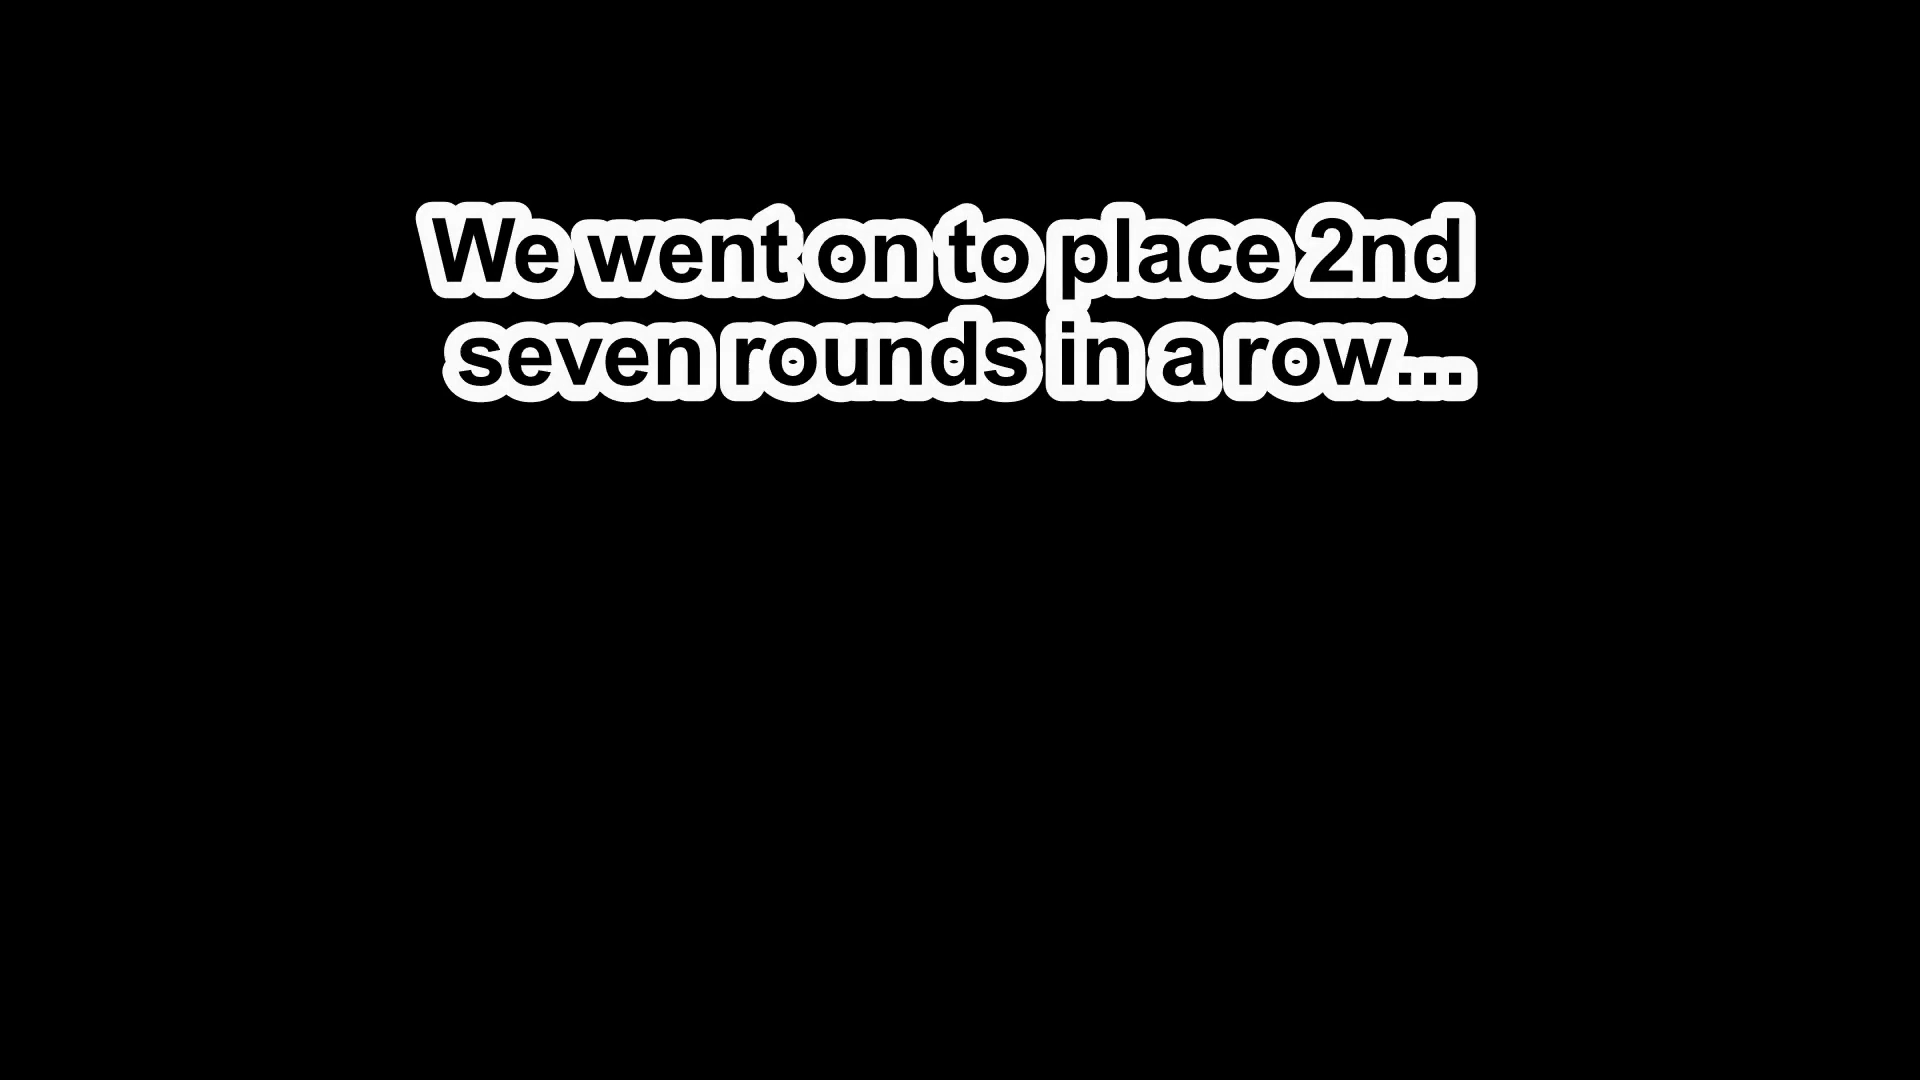 We went on to place 2nd
seven rounds in a row...